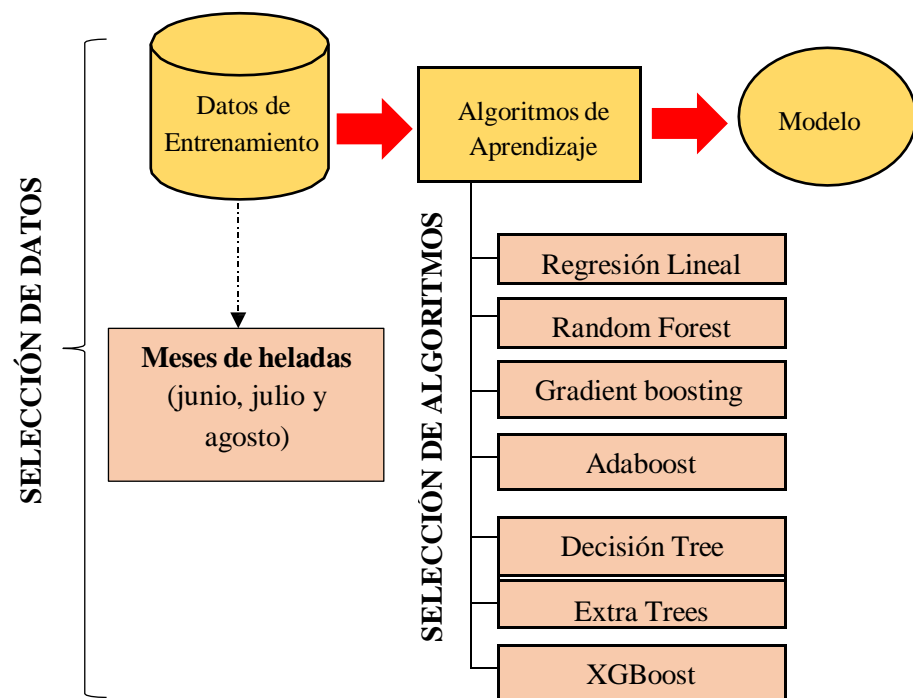 SELECCIÓN DE DATOS
Datos de
Entrenamiento
Algoritmos de
Aprendizaje
Modelo
Meses de heladas
(junio, julio y
agosto)
SELECCIÓN DE ALGORITMOS
Regresión Lineal
Random Forest
Gradient boosting
Adaboost
Decisión Tree
Extra Trees
XGBoost